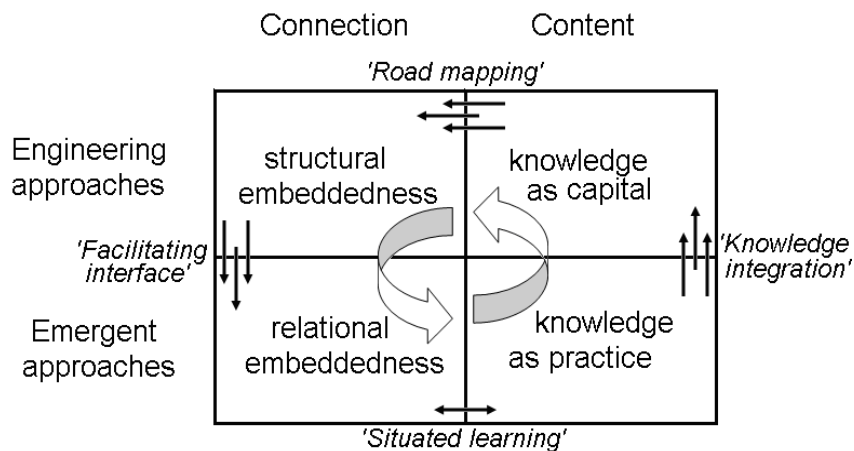 Connection
Content
'Road mapping'
Engineering
approaches
structural
embeddedness
knowledge
as capital
'Facilitating
interface'
'Knowledge
integration'
Emergent
approaches
relational
embeddedness
knowledge
as practice
'Situated learning'